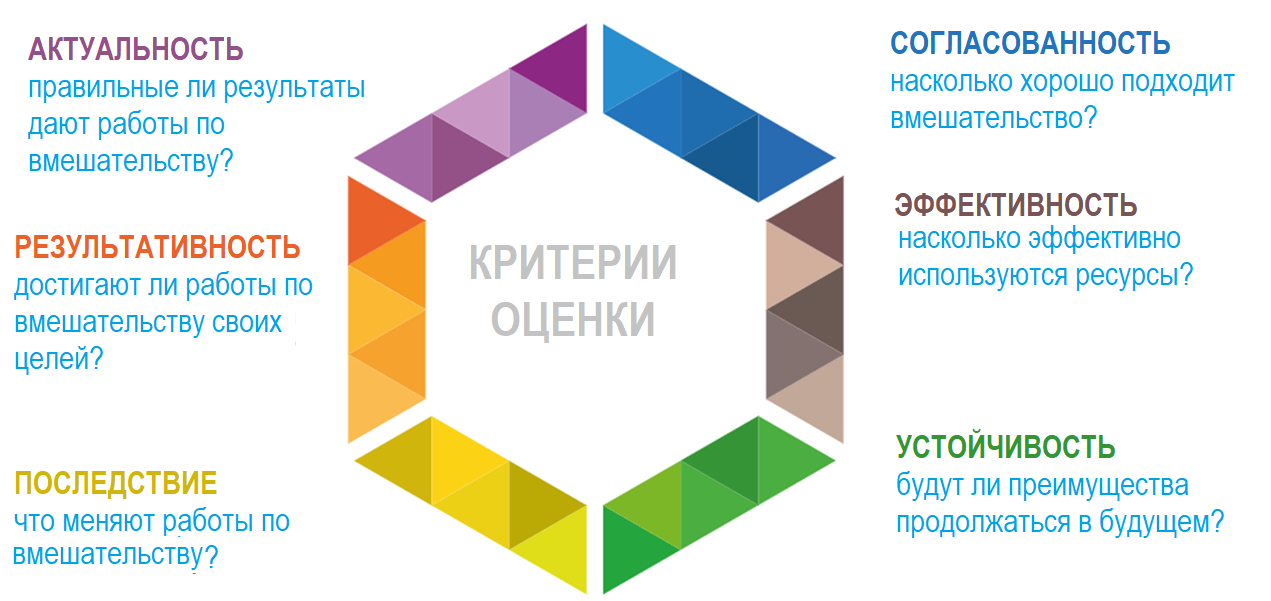 АКТУАЛЬНОСТЬ
правильные ли результаты
дают работы по
вмешательству?
СОГЛАСОВАННОСТЬ
насколько хорошо подходит
вмешательство?
РЕЗУЛЬТАТИВНОСТЬ
достигают ли работы по
вмешательству своих
целей?
КРИТЕРИИ
ОЦЕНКИ
ЭФФЕКТИВНОСТЬ
насколько эффективно
используются ресурсы?
ПОСЛЕДСТВИЕ
что меняют работы по
вмешательству?
УСТОЙЧИВОСТЬ
будут ли преимущества
продолжаться в будущем?